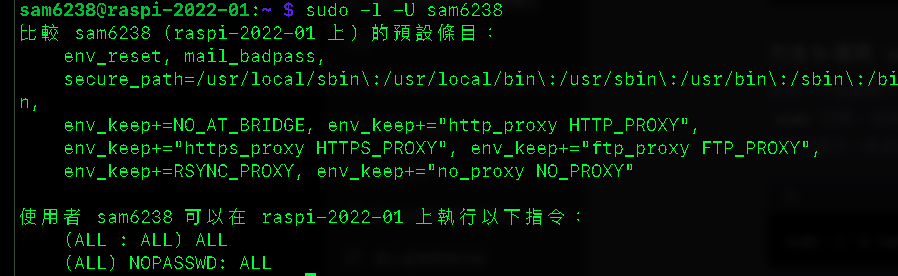 sam6238@raspi-2022-01:~ $ sudo -l -U sam6238
比較 sam6238 (raspi-2022-01 上) 的預設條目：
env_reset, mail_badpass,
secure_path=/usr/local/sbin\:/usr/local/bin\:/usr/sbin\:/usr/bin\:/sbin\:/bi
n,
env_keep+=NO_AT_BRIDGE, env_keep+="http_proxy HTTP_PROXY",
env_keep+="https_proxy HTTPS_PROXY", env_keep+="ftp_proxy FTP_PROXY",
env_keep+=RSYNC_PROXY, env_keep+="no_proxy NO_PROXY"
使用者 sam6238 可以在 raspi-2022-01 上執行以下指令：
(ALL : ALL) ALL
(ALL) NOPASSWD: ALL